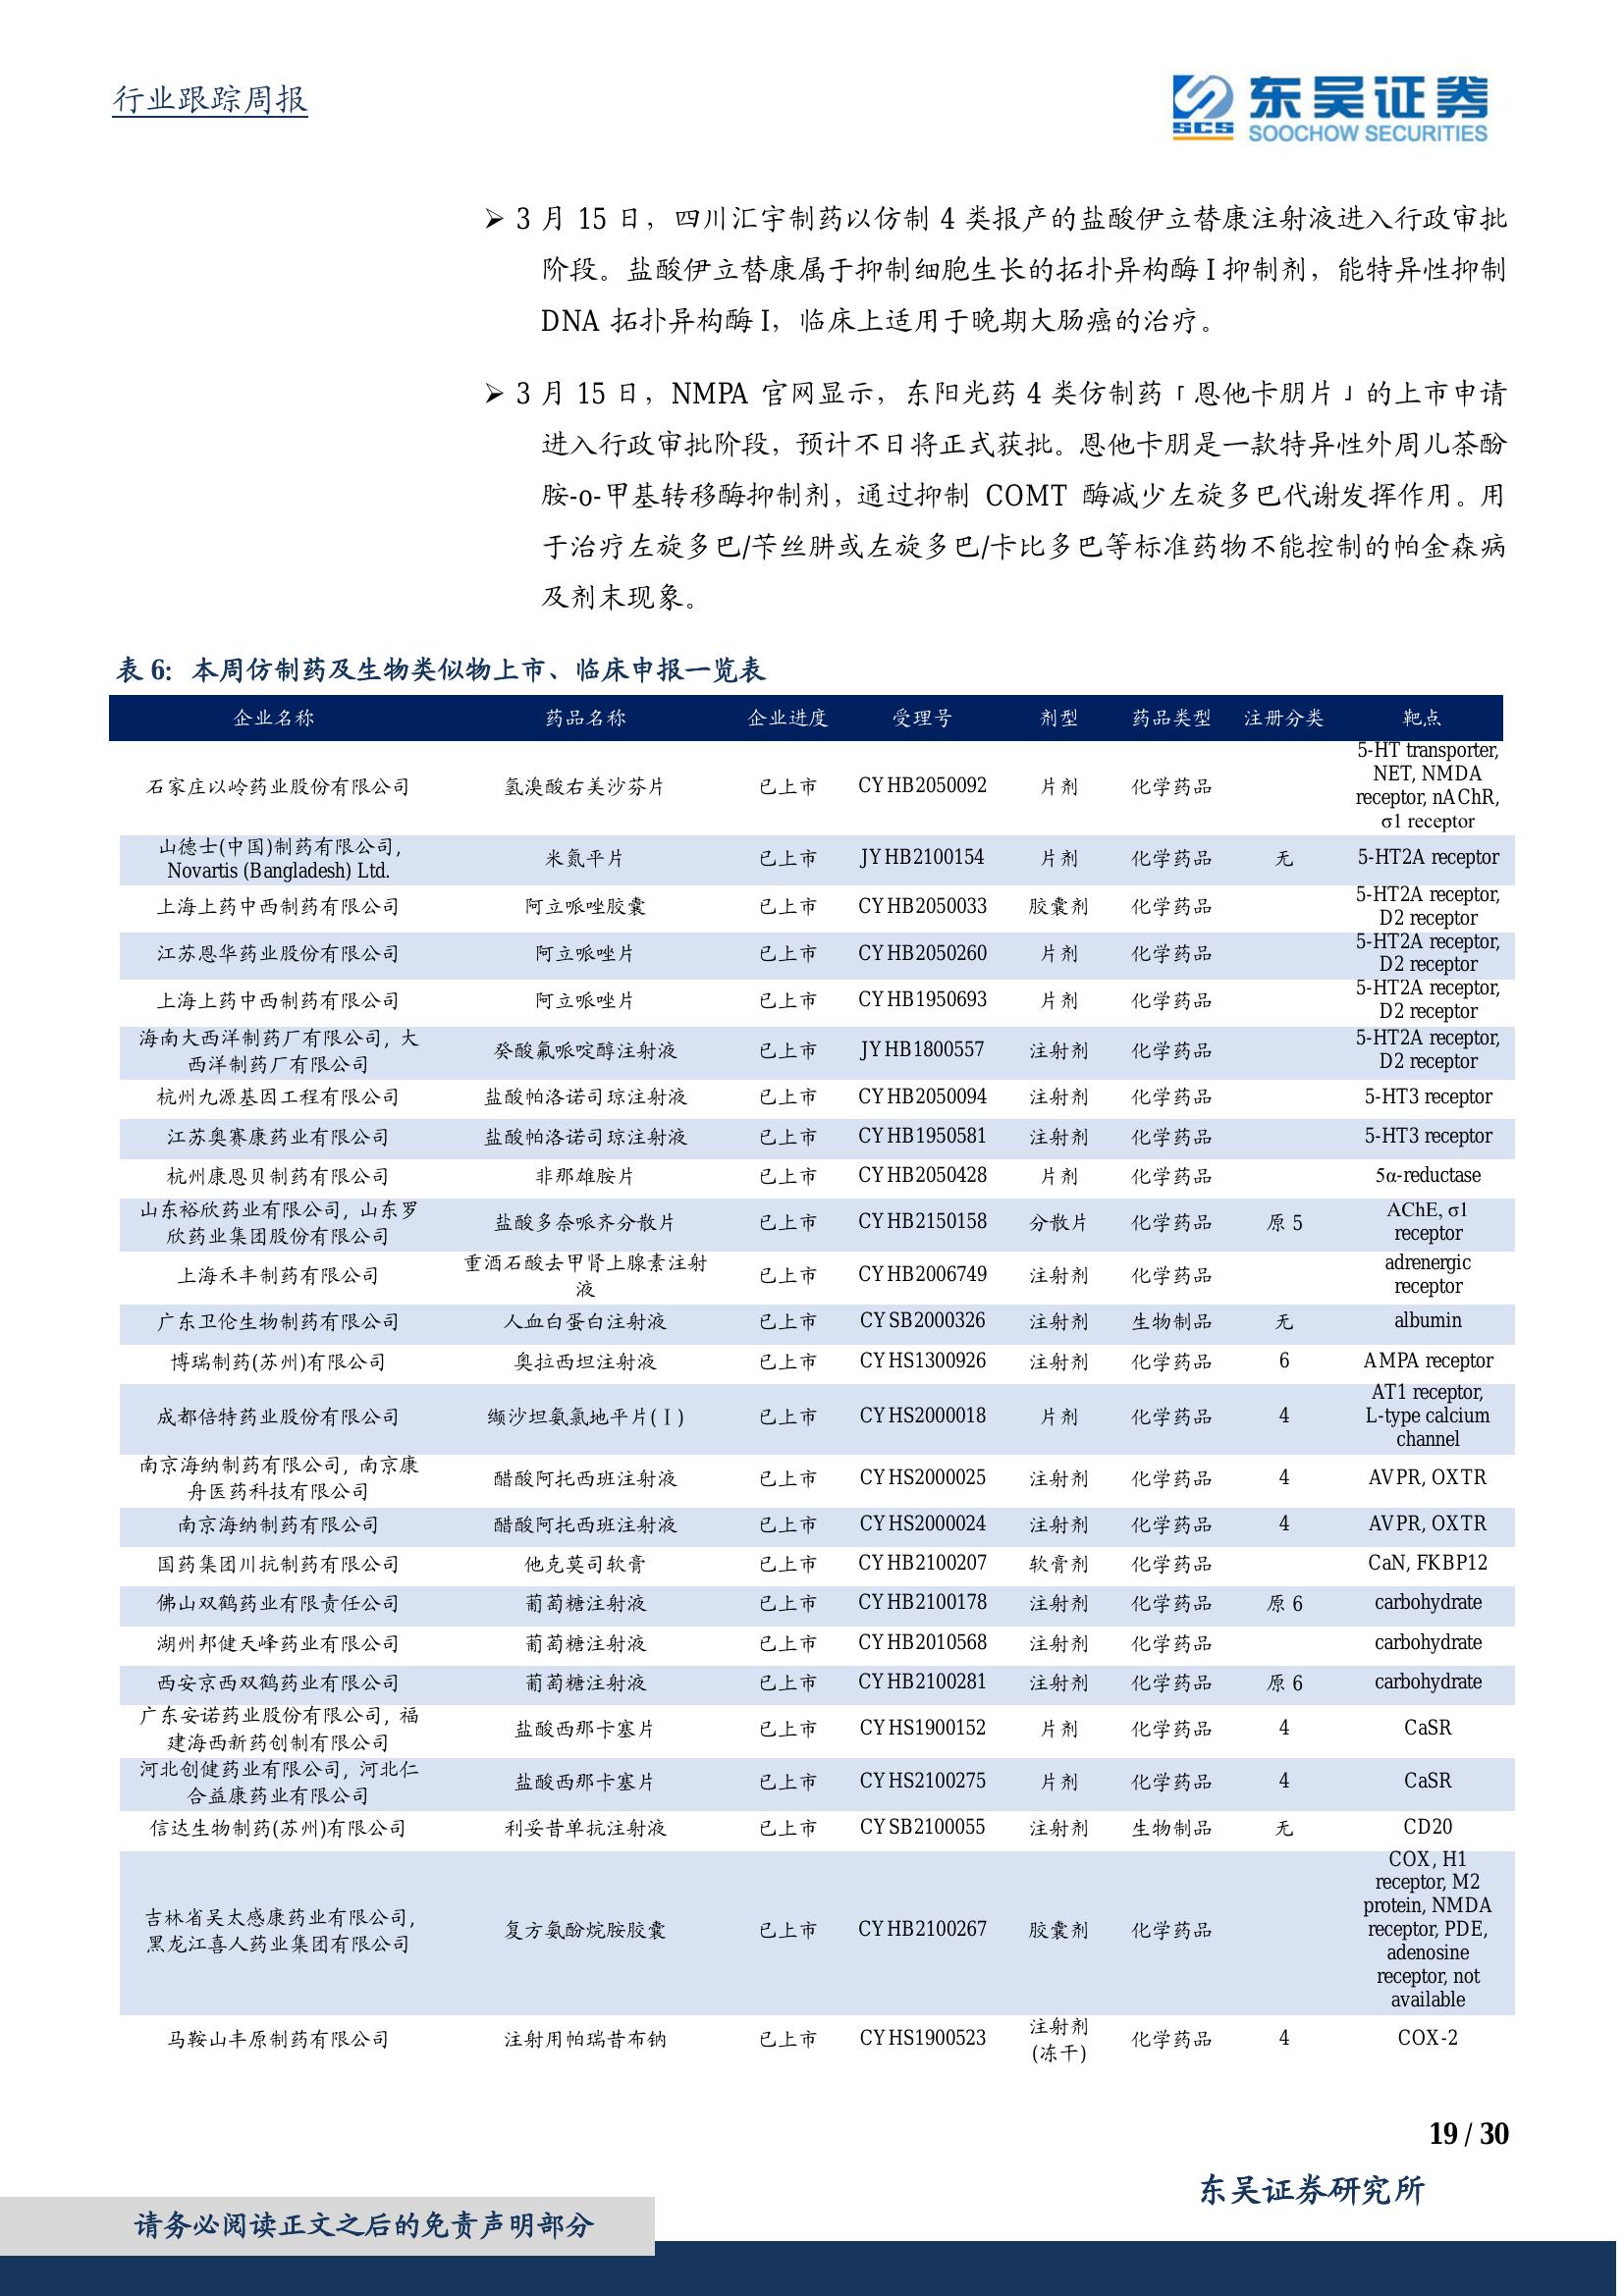 行业跟踪周报
东吴证券
SCS
SOOCHOW SECURITIES
➢ 3 月 15 日，四川汇宇制药以仿制 4 类报产的盐酸伊立替康注射液进入行政审批
阶段。盐酸伊立替康属于抑制细胞生长的拓扑异构酶 I 抑制剂，能特异性抑制
DNA 拓扑异构酶 I，临床上适用于晚期大肠癌的治疗。
➢ 3 月 15 日，NMPA 官网显示，东阳光药 4 类仿制药「恩他卡朋片」的上市申请
进入行政审批阶段，预计不日将正式获批。恩他卡朋是一款特异性外周儿茶酚
胺-o-甲基转移酶抑制剂，通过抑制 COMT 酶减少左旋多巴代谢发挥作用。用
于治疗左旋多巴/苄丝肼或左旋多巴/卡比多巴等标准药物不能控制的帕金森病
及剂末现象。
表 6：本周仿制药及生物类似物上市、临床申报一览表
企业名称 药品名称 企业进度 受理号 剂型 药品类型 注册分类 靶点
5-HT transporter,
NET, NMDA
石家庄以岭药业股份有限公司 氢溴酸右美沙芬片 已上市 CYHB2050092 片剂 化学药品
receptor, nAChR,
σ1 receptor
山德士(中国)制药有限公司,
Novartis (Bangladesh) Ltd.
米氮平片 已上市 JYHB2100154 片剂 化学药品 无 5-HT2A receptor
上海上药中西制药有限公司 阿立哌唑胶囊 已上市 CYHB2050033 胶囊剂 化学药品
5-HT2A receptor,
D2 receptor
江苏恩华药业股份有限公司 阿立哌唑片 已上市 CYHB2050260 片剂 化学药品
5-HT2A receptor,
D2 receptor
上海上药中西制药有限公司 阿立哌唑片 已上市 CYHB1950693 片剂 化学药品
5-HT2A receptor,
D2 receptor
海南大西洋制药厂有限公司, 大
西洋制药厂有限公司
癸酸氟哌啶醇注射液 已上市 JYHB1800557 注射剂 化学药品
5-HT2A receptor,
D2 receptor
杭州九源基因工程有限公司 盐酸帕洛诺司琼注射液 已上市 CYHB2050094 注射剂 化学药品 5-HT3 receptor
江苏奥赛康药业有限公司 盐酸帕洛诺司琼注射液 已上市 CYHB1950581 注射剂 化学药品 5-HT3 receptor
杭州康恩贝制药有限公司 非那雄胺片 已上市 CYHB2050428 片剂 化学药品 5α-reductase
山东裕欣药业有限公司, 山东罗
欣药业集团股份有限公司
盐酸多奈哌齐分散片 已上市 CYHB2150158 分散片 化学药品 原 5
AChE, σ1
receptor
上海禾丰制药有限公司
重酒石酸去甲肾上腺素注射
液
已上市 CYHB2006749 注射剂 化学药品
adrenergic
receptor
广东卫伦生物制药有限公司 人血白蛋白注射液 已上市 CYSB2000326 注射剂 生物制品 无 albumin
博瑞制药(苏州)有限公司 奥拉西坦注射液 已上市 CYHS1300926 注射剂 化学药品 6 AMPA receptor
成都倍特药业股份有限公司 缬沙坦氨氯地平片(Ⅰ) 已上市 CYHS2000018 片剂 化学药品 4
AT1 receptor,
L-type calcium
channel
南京海纳制药有限公司, 南京康
舟医药科技有限公司
醋酸阿托西班注射液 已上市 CYHS2000025 注射剂 化学药品 4 AVPR, OXTR
南京海纳制药有限公司 醋酸阿托西班注射液 已上市 CYHS2000024 注射剂 化学药品 4 AVPR, OXTR
国药集团川抗制药有限公司 他克莫司软膏 已上市 CYHB2100207 软膏剂 化学药品 CaN, FKBP12
佛山双鹤药业有限责任公司 葡萄糖注射液 已上市 CYHB2100178 注射剂 化学药品 原 6 carbohydrate
湖州邦健天峰药业有限公司 葡萄糖注射液 已上市 CYHB2010568 注射剂 化学药品 carbohydrate
西安京西双鹤药业有限公司 葡萄糖注射液 已上市 CYHB2100281 注射剂 化学药品 原 6 carbohydrate
广东安诺药业股份有限公司, 福
建海西新药创制有限公司
盐酸西那卡塞片 已上市 CYHS1900152 片剂 化学药品 4 CaSR
河北创健药业有限公司, 河北仁
合益康药业有限公司
盐酸西那卡塞片 已上市 CYHS2100275 片剂 化学药品 4 CaSR
信达生物制药(苏州)有限公司 利妥昔单抗注射液 已上市 CYSB2100055 注射剂 生物制品 无 CD20
吉林省吴太感康药业有限公司,
黑龙江喜人药业集团有限公司
复方氨酚烷胺胶囊 已上市 CYHB2100267 胶囊剂 化学药品
COX, H1
receptor, M2
protein, NMDA
receptor, PDE,
adenosine
receptor, not
available
马鞍山丰原制药有限公司 注射用帕瑞昔布钠 已上市 CYHS1900523
注射剂
(冻干)
化学药品 4 COX-2
19 / 30
东吴证券研究所
请务必阅读正文之后的免责声明部分